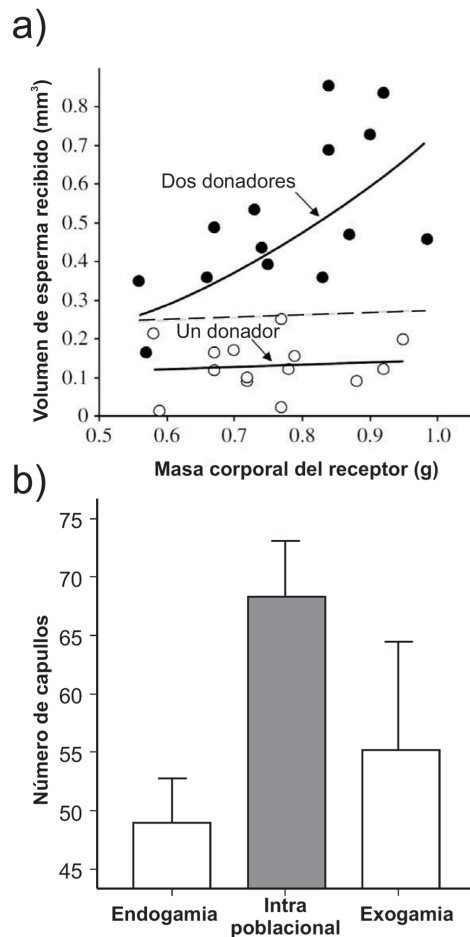 a)
Volumen de esperma recibido (mm³)
0.8
0.7
0.6
0.5
0.4
0.3
0.2
0.1
0
Dos donadores
Un donador
0.5
0.6
0.7
0.8
0.9
1.0
Masa corporal del receptor (g)
b)
Número de capullos
75
70
65
60
55
50
45
Endogamia
Intra
poblacional
Exogamia